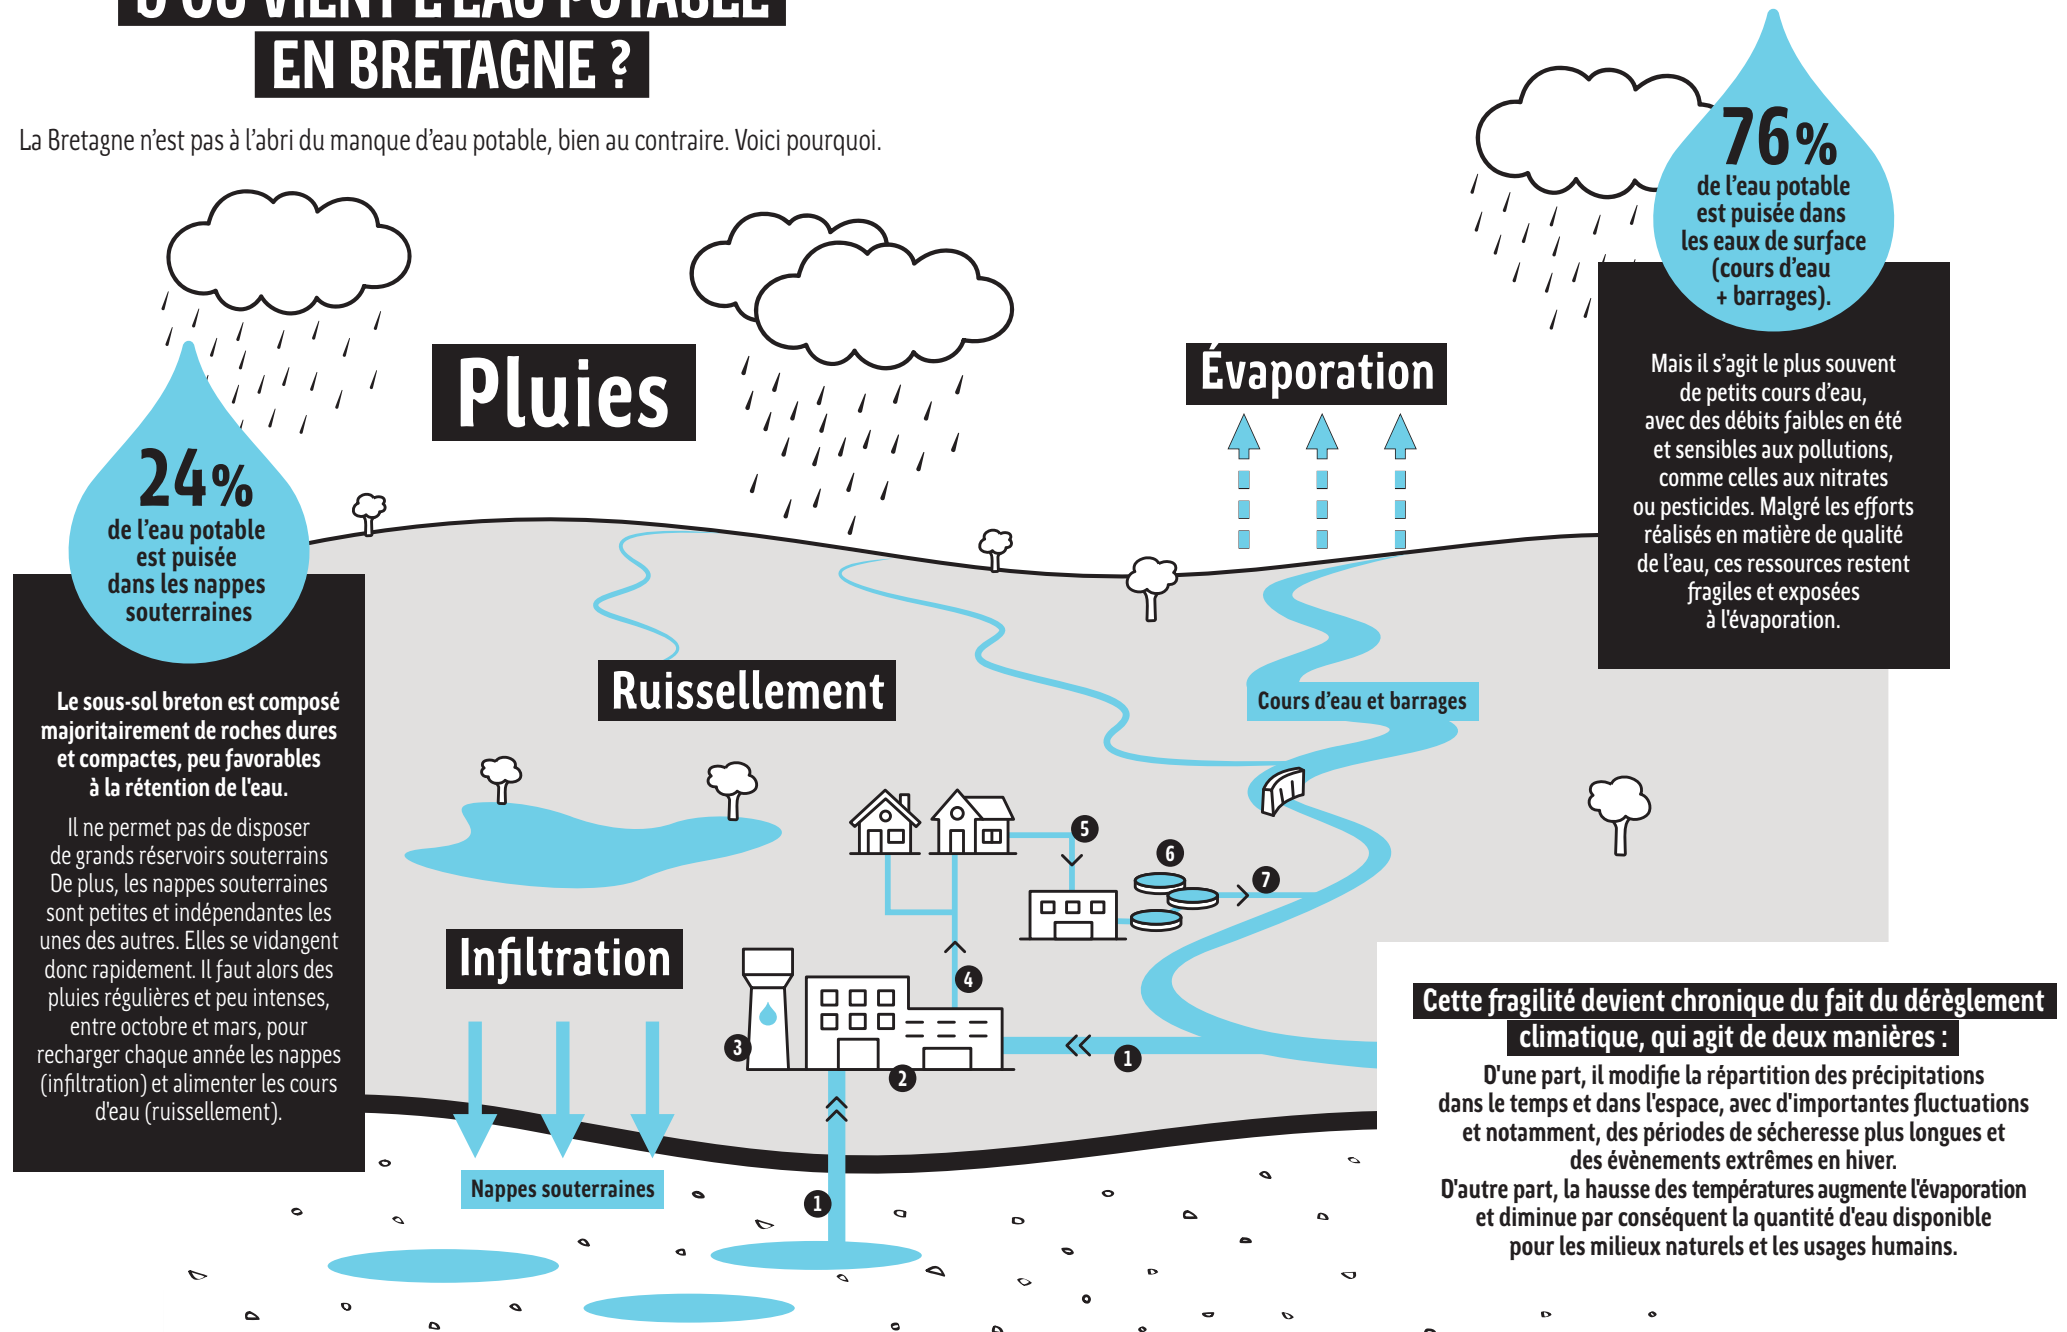 D'OÙ VIENT L'EAU POTABLE
EN BRETAGNE ?
La Bretagne n'est pas à l'abri du manque d'eau potable, bien au contraire. Voici pourquoi.
76%
de l'eau potable
est puisée dans
les eaux de surface
(cours d'eau
+ barrages).
Mais il s'agit le plus souvent
de petits cours d'eau,
avec des débits faibles en été
et sensibles aux pollutions,
comme celles aux nitrates
ou pesticides. Malgré les efforts
réalisés en matière de qualité
de l'eau, ces ressources restent
fragiles et exposées
à l'évaporation.
Pluies
Évaporation
24%
de l'eau potable
est puisée
dans les nappes
souterraines
Le sous-sol breton est composé
majoritairement de roches dures
et compactes, peu favorables
à la rétention de l'eau.
Il ne permet pas de disposer
de grands réservoirs souterrains
De plus, les nappes souterraines
sont petites et indépendantes les
unes des autres. Elles se vidangent
donc rapidement. Il faut alors des
pluies régulières et peu intenses,
entre octobre et mars, pour
recharger chaque année les nappes
(infiltration) et alimenter les cours
d'eau (ruissellement).
Ruissellement
Cours d'eau et barrages
5
6
7
Infiltration
4
3
2
1
Nappes souterraines
1
Cette fragilité devient chronique du fait du dérèglement
climatique, qui agit de deux manières :
D'une part, il modifie la répartition des précipitations
dans le temps et dans l'espace, avec d'importantes fluctuations
et notamment, des périodes de sécheresse plus longues et
des évènements extrêmes en hiver.
D'autre part, la hausse des températures augmente l'évaporation
et diminue par conséquent la quantité d'eau disponible
pour les milieux naturels et les usages humains.